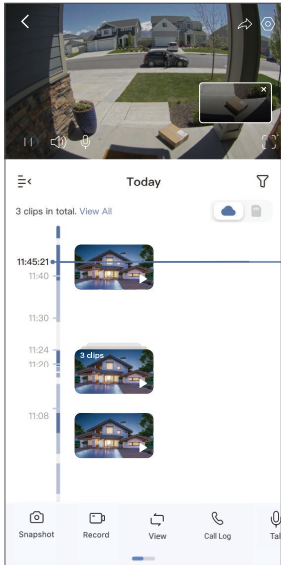 Today
3 clips in total. View All
11:45:21
11:40
11:30
11:24
3 clips
11:20
11:08
Snapshot
Record
View
Call Log
Tal